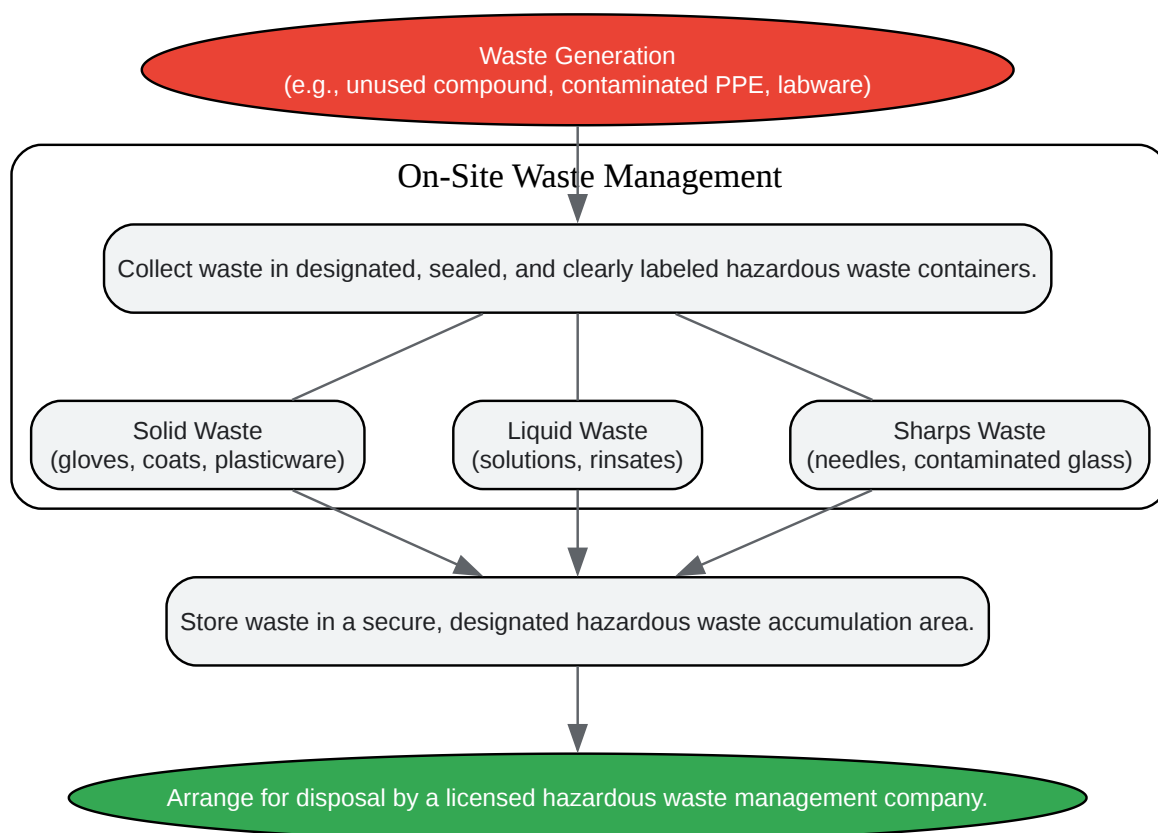 Waste Generation
(e.g., unused compound, contaminated PPE, labware)
On-Site Waste Management
Collect waste in designated, sealed, and clearly labeled hazardous waste containers.
Solid Waste
(gloves, coats, plasticware)
Liquid Waste
(solutions, rinsates)
Sharps Waste
(needles, contaminated glass)
Store waste in a secure, designated hazardous waste accumulation area.
Arrange for disposal by a licensed hazardous waste management company.